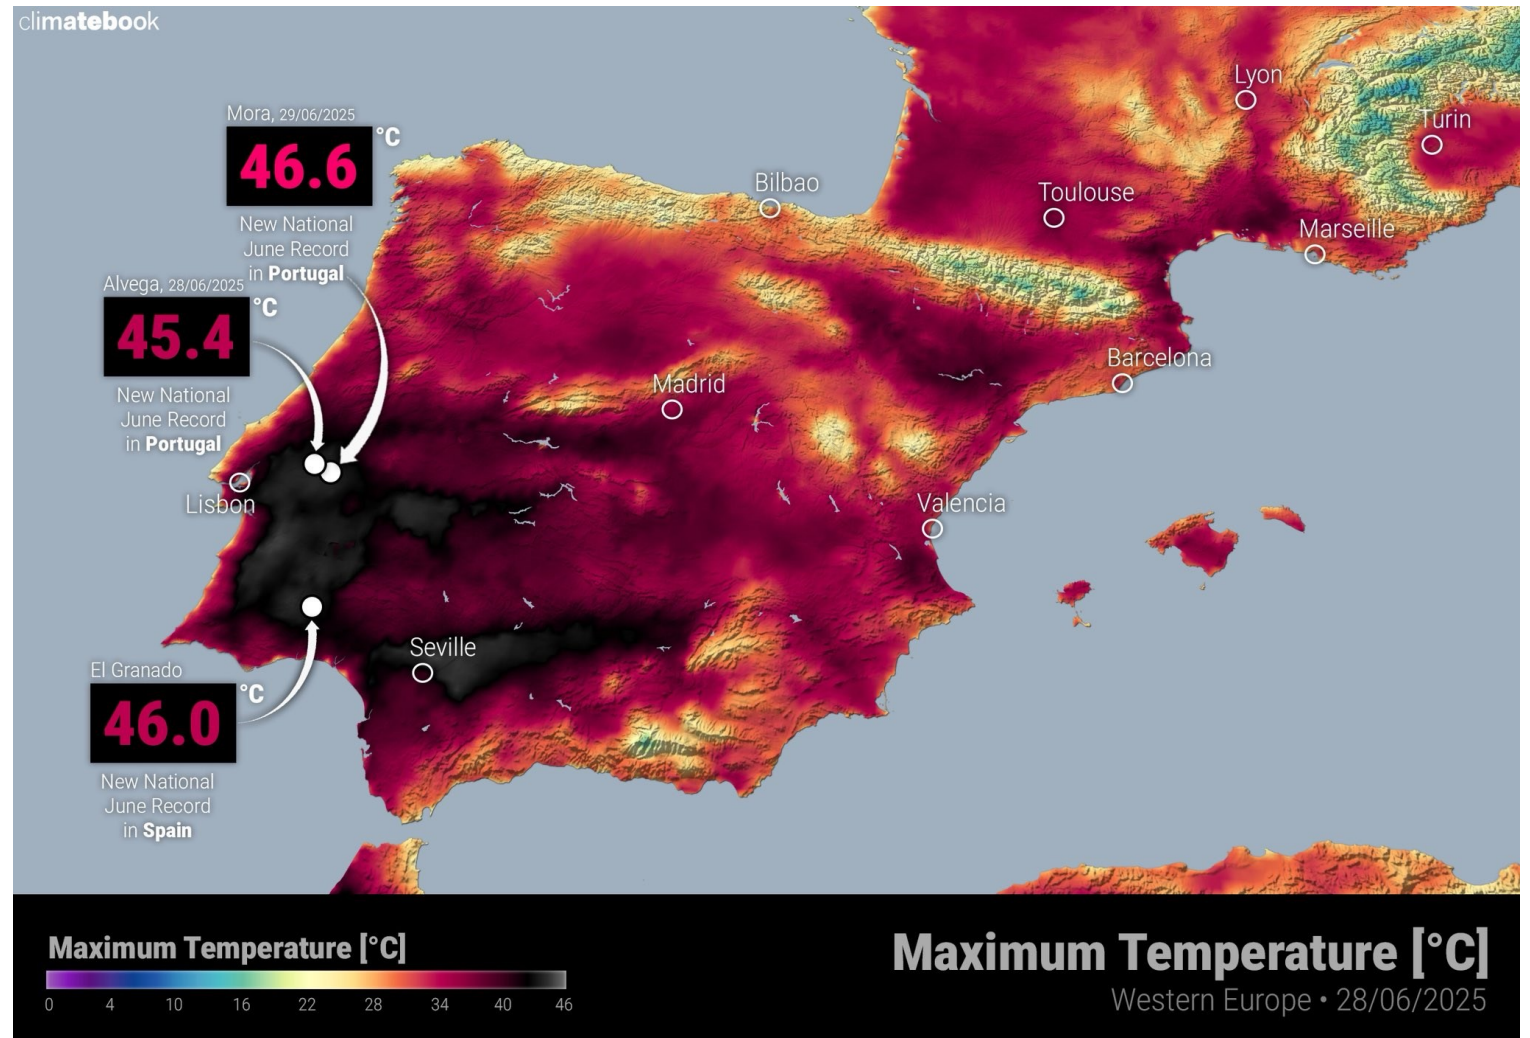 climatebook
Mora, 29/06/2025
46.6 °C
New National
June Record
in Portugal
Alvega, 28/06/2025
45.4 °C
New National
June Record
in Portugal
El Granado
46.0 °C
New National
June Record
in Spain
Lyon
Turin
Bilbao
Toulouse
Marseille
Barcelona
Madrid
Lisbon
Valencia
Seville
Maximum Temperature [°C]
0 4 10 16 22 28 34 40 46
Maximum Temperature [°C]
Western Europe • 28/06/2025